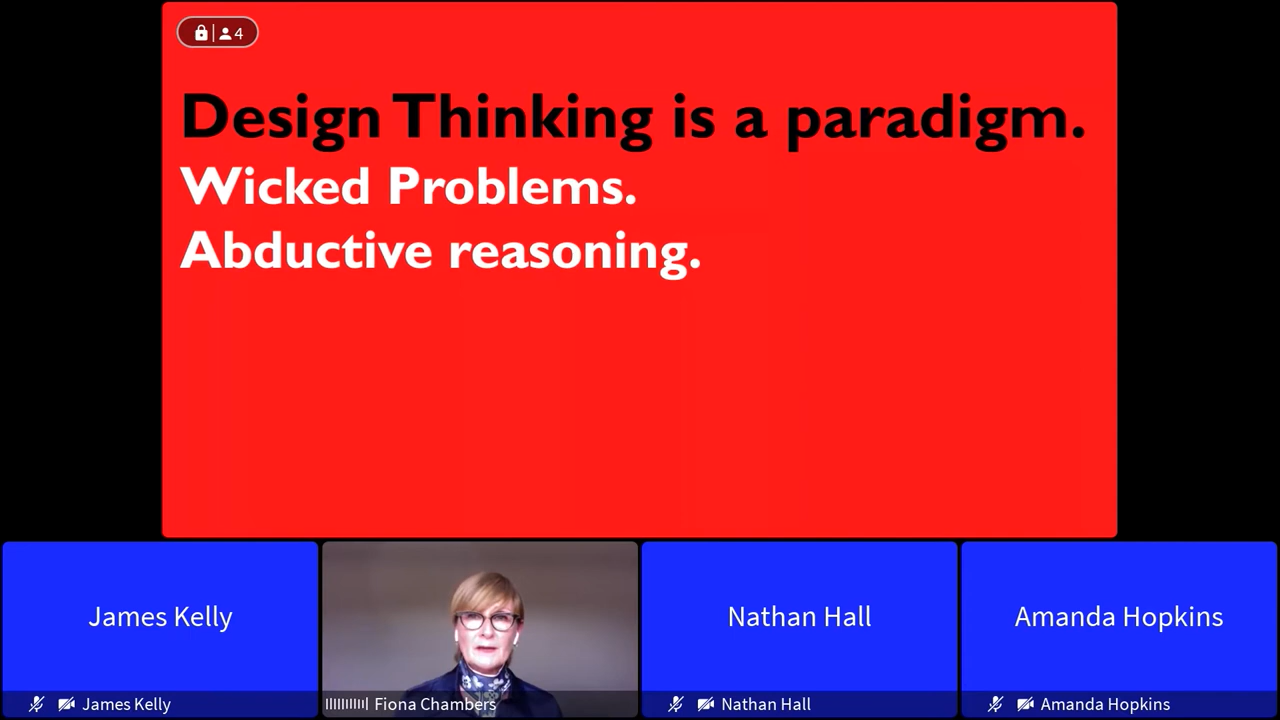 4
Design Thinking is a paradigm.
Wicked Problems.
Abductive reasoning.
James Kelly
Nathan Hall
Amanda Hopkins
James Kelly
Fiona Chambers
Nathan Hall
Amanda Hopkins